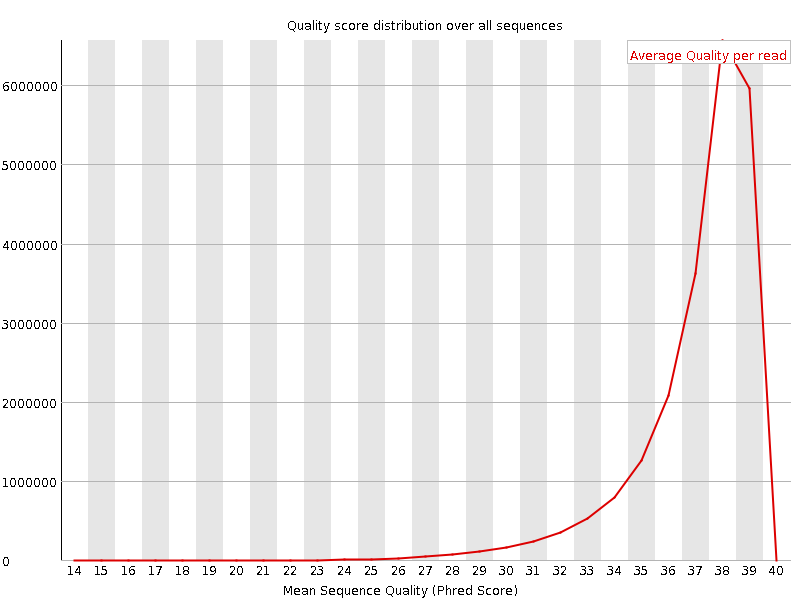 Quality score distribution over all sequences
Average Quality per read
6000000
5000000
4000000
3000000
2000000
1000000
0
14 15 16 17 18 19 20 21 22 23 24 25 26 27 28 29 30 31 32 33 34 35 36 37 38 39 40
Mean Sequence Quality (Phred Score)